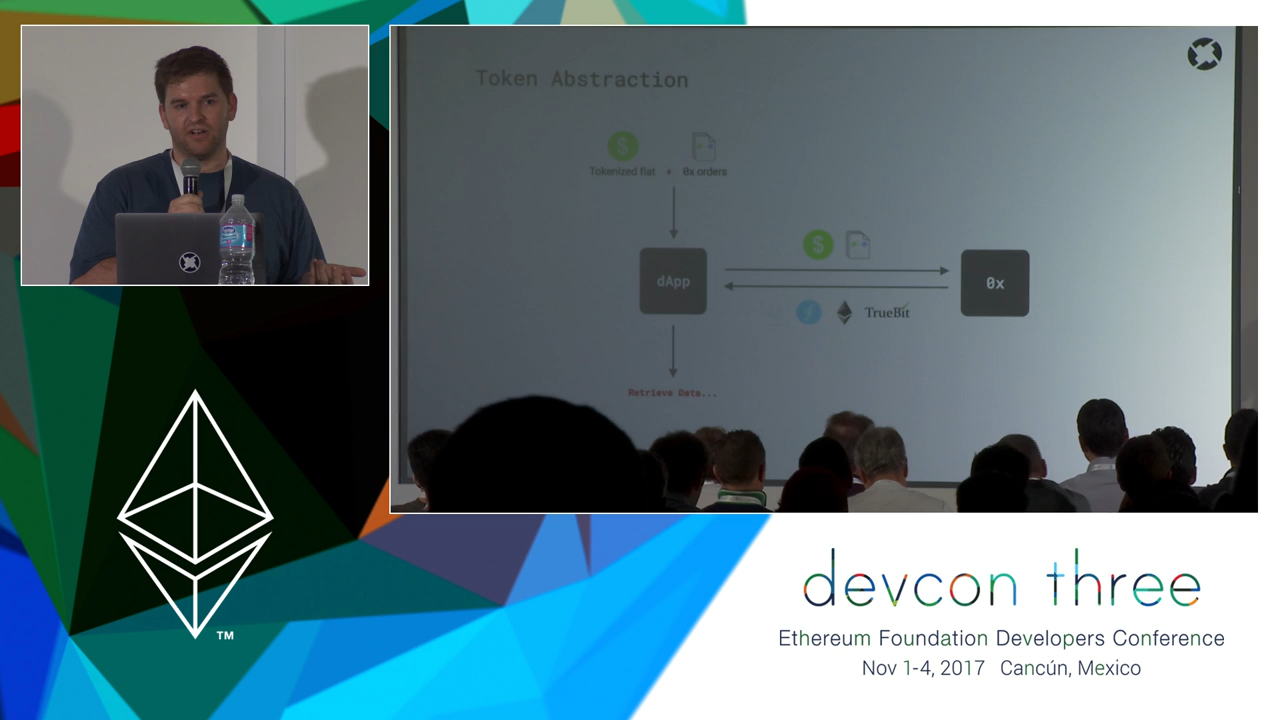 Token Abstraction
$
Tokenized fiat + 0x orders
$
dApp
0x
TrueBit
Retrieve Data...
TM
devcon three
Ethereum Foundation Developers Conference
Nov 1-4, 2017 Cancún, Mexico